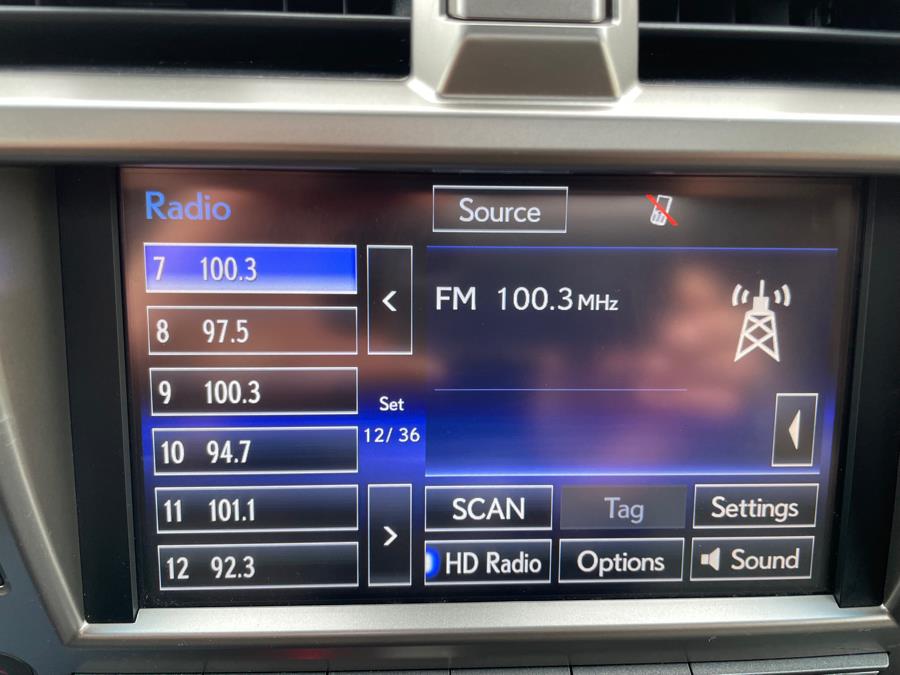 Radio
Source
7 100.3
8 97.5
9 100.3
10 94.7
11 101.1
12 92.3
<
Set
12/36
>
FM 100.3 MHz
SCAN
Tag
Settings
HD Radio
Options
Sound